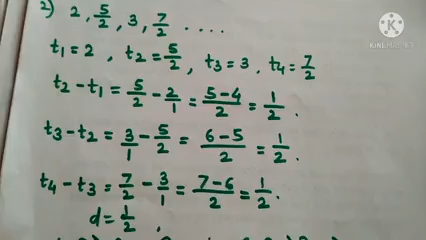 2) 2, 5/2, 3, 7/2 .....
t₁ = 2, t₂ = 5/2, t₃ = 3, t₄ = 7/2
t₂ - t₁ = 5/2 - 2/1 = (5-4)/2 = 1/2.
t₃ - t₂ = 3/1 - 5/2 = (6-5)/2 = 1/2.
t₄ - t₃ = 7/2 - 3/1 = (7-6)/2 = 1/2.
d = 1/2,
KINEMASTER